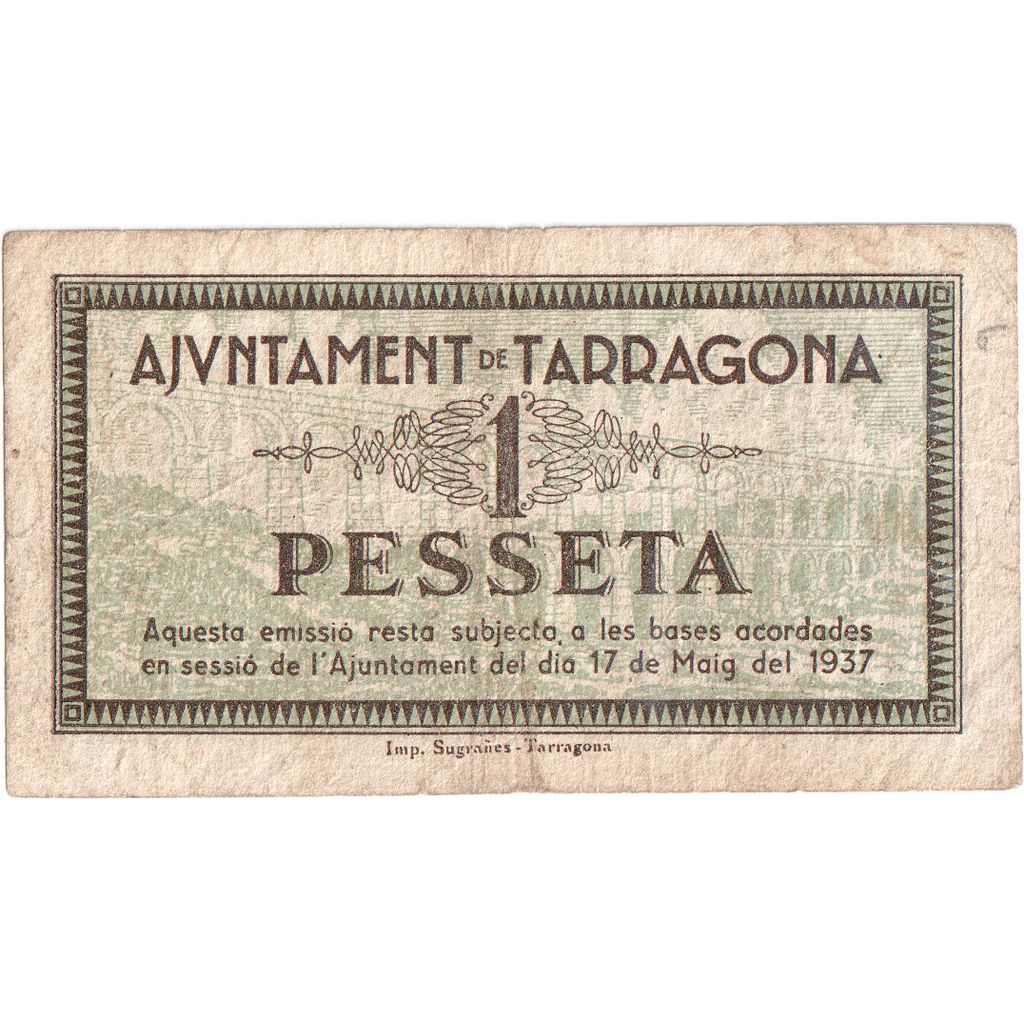 AJVNTAMENT DE TARRAGONA
1
PESSETA
Aquesta emissió resta subjecta a les bases acordades
en sessió de l'Ajuntament del dia 17 de Maig del 1937
Imp. Sugrañes - Tarragona